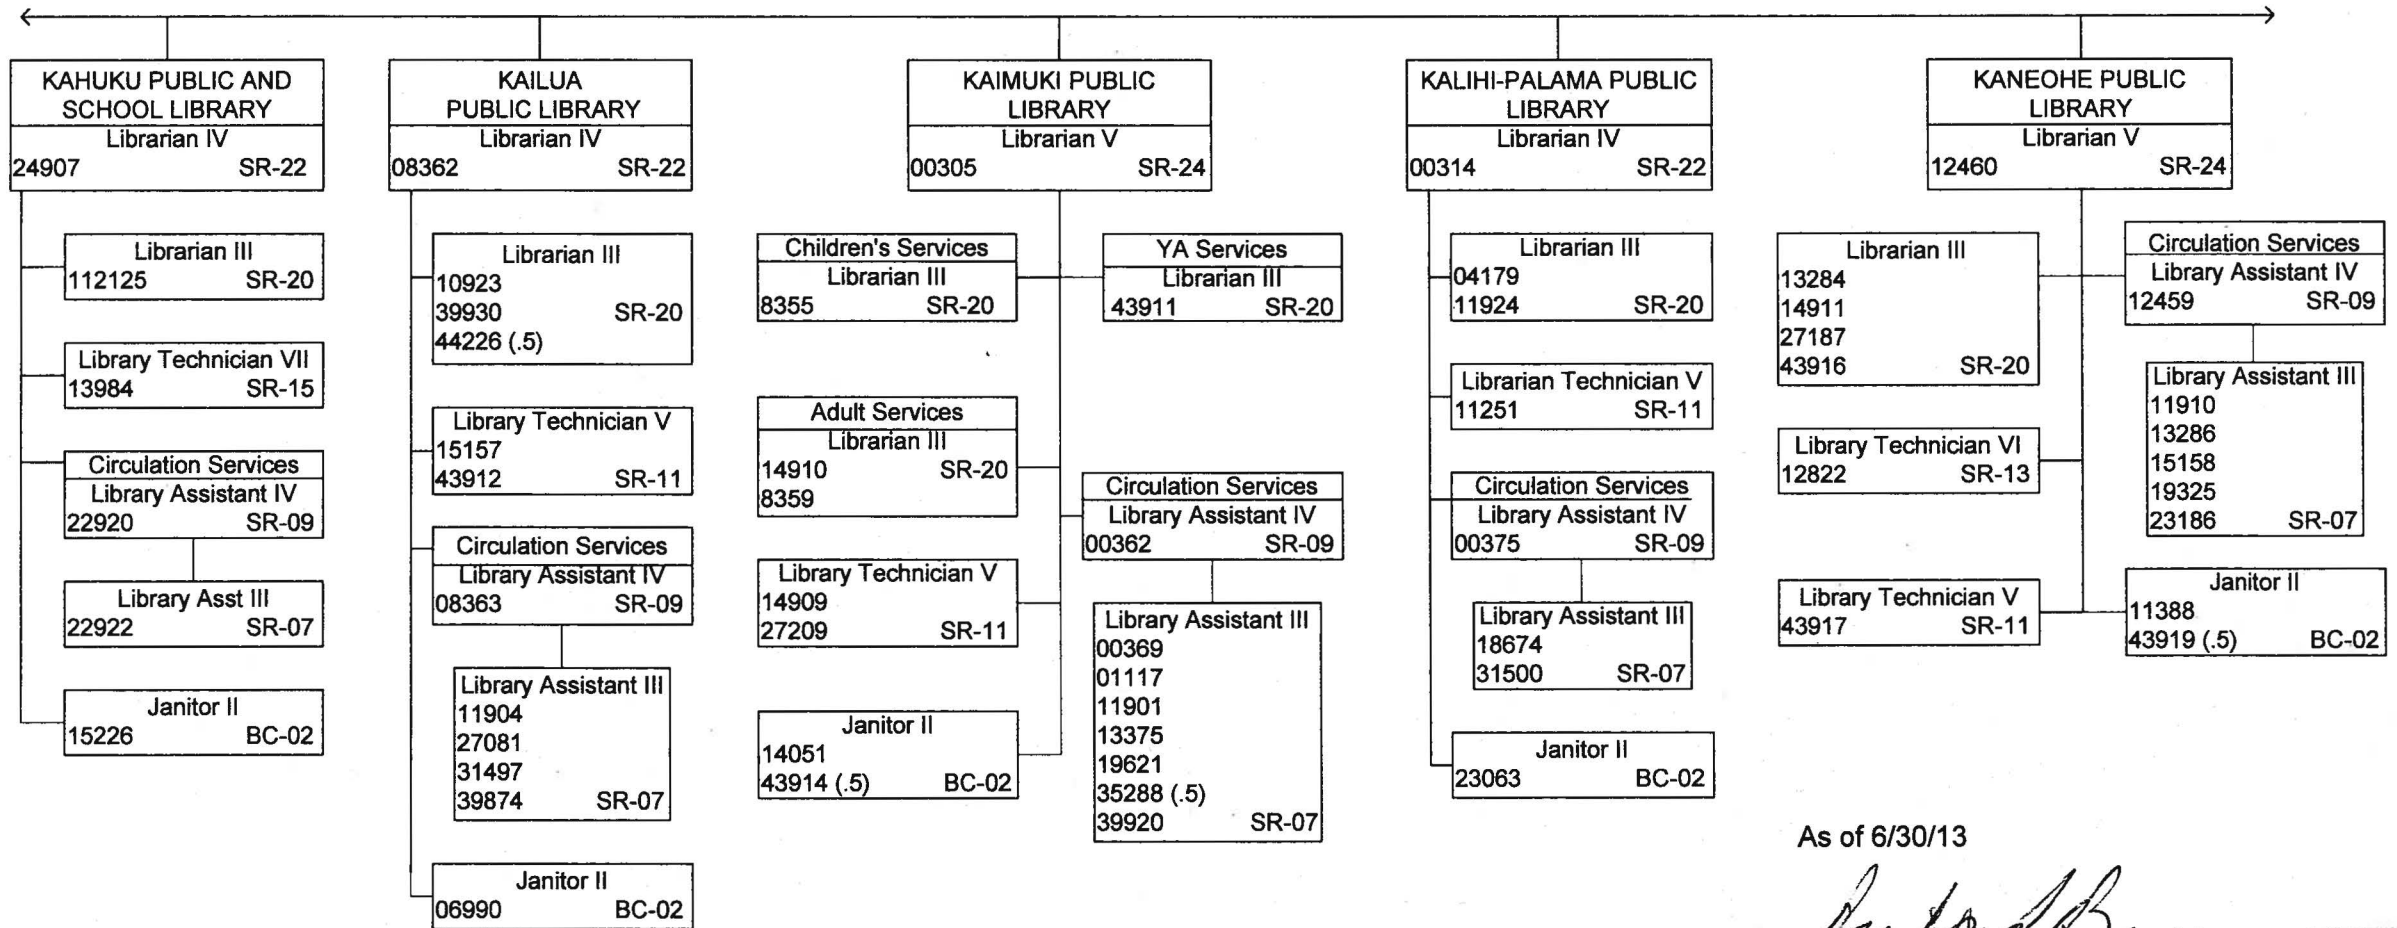 KAHUKU PUBLIC AND
SCHOOL LIBRARY
Librarian IV
24907 SR-22
Librarian III
112125 SR-20
Library Technician VII
13984 SR-15
Circulation Services
Library Assistant IV
22920 SR-09
Library Asst III
22922 SR-07
Janitor II
15226 BC-02
KAILUA
PUBLIC LIBRARY
Librarian IV
08362 SR-22
Librarian III
10923
39930 SR-20
44226 (.5)
Library Technician V
15157
43912 SR-11
Circulation Services
Library Assistant IV
08363 SR-09
Library Assistant III
11904
27081
31497
39874 SR-07
Janitor II
06990 BC-02
KAIMUKI PUBLIC
LIBRARY
Librarian V
00305 SR-24
Children's Services
Librarian III
8355 SR-20
YA Services
Librarian III
43911 SR-20
Adult Services
Librarian III
14910 SR-20
8359
Library Technician V
14909
27209 SR-11
Janitor II
14051
43914 (.5) BC-02
Circulation Services
Library Assistant IV
00362 SR-09
Library Assistant III
00369
01117
11901
13375
19621
35288 (.5)
39920 SR-07
KALIHI-PALAMA PUBLIC
LIBRARY
Librarian IV
00314 SR-22
Librarian III
04179
11924 SR-20
Librarian Technician V
11251 SR-11
Circulation Services
Library Assistant IV
00375 SR-09
Library Assistant III
18674
31500 SR-07
Janitor II
23063 BC-02
KANEOHE PUBLIC
LIBRARY
Librarian V
12460 SR-24
Librarian III
13284
14911
27187
43916 SR-20
Library Technician VI
12822 SR-13
Library Technician V
43917 SR-11
Circulation Services
Library Assistant IV
12459 SR-09
Library Assistant III
11910
13286
15158
19325
23186 SR-07
Janitor II
11388
43919 (.5) BC-02
As of 6/30/13